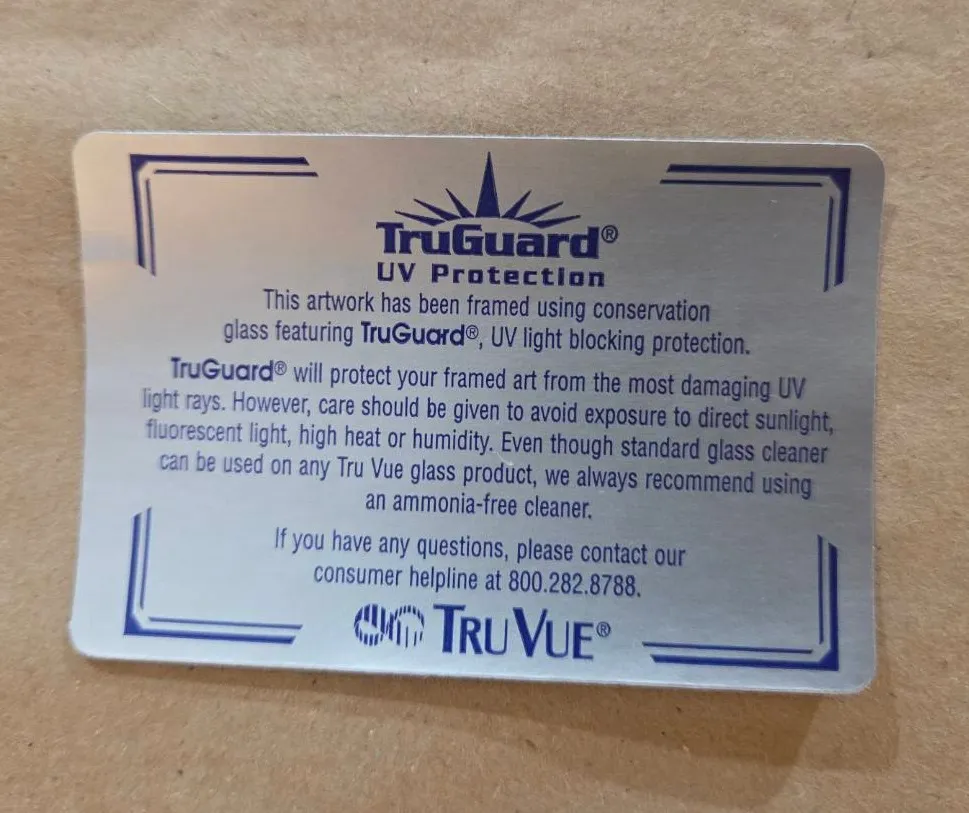 TruGuard®
UV Protection
This artwork has been framed using conservation
glass featuring TruGuard®, UV light blocking protection.
TruGuard® will protect your framed art from the most damaging UV
light rays. However, care should be given to avoid exposure to direct sunlight,
fluorescent light, high heat or humidity. Even though standard glass cleaner
can be used on any Tru Vue glass product, we always recommend using
an ammonia-free cleaner.
If you have any questions, please contact our
consumer helpline at 800.282.8788.
TRU VUE®